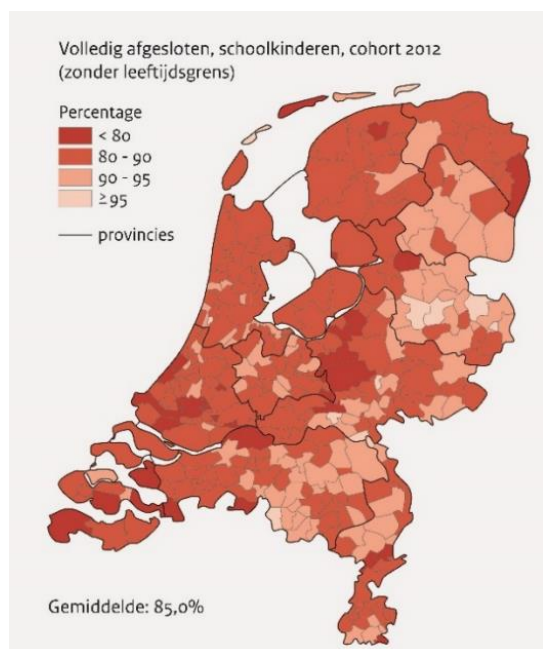 Volledig afgesloten, schoolkinderen, cohort 2012
(zonder leeftijdsgrens)
Percentage
< 80
80 - 90
90 - 95
≥ 95
provincies
Gemiddelde: 85,0%